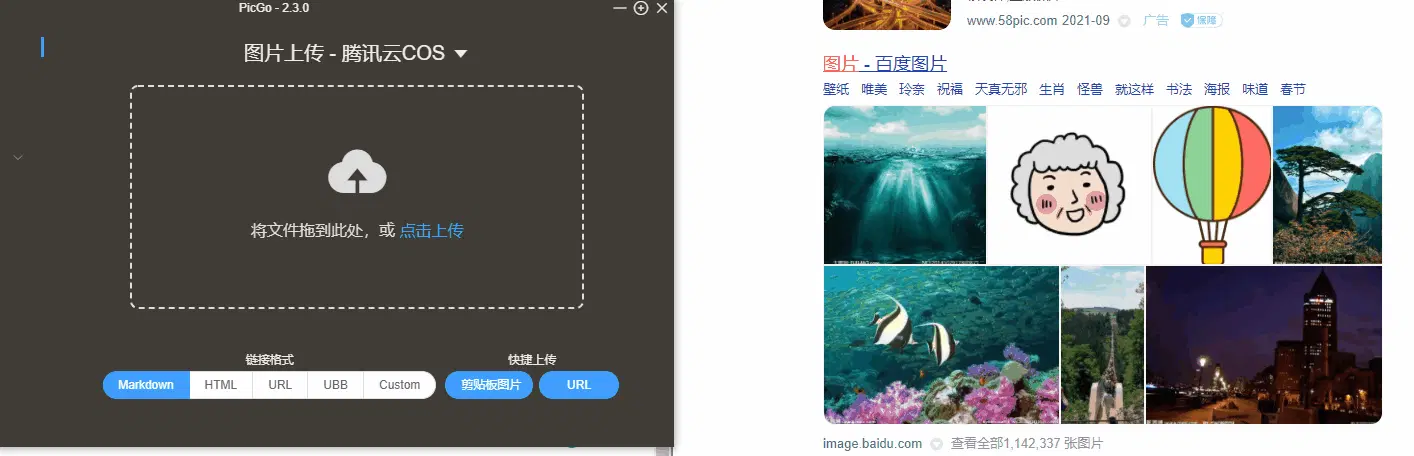 PicGo - 2.3.0
图片上传 - 腾讯云COS
将文件拖到此处，或 点击上传
链接格式
快捷上传
Markdown HTML URL UBB Custom 剪贴板图片 URL
www.58pic.com 2021-09 广告 保障
图片 - 百度图片
壁纸 唯美 玲奈 祝福 天真无邪 生肖 怪兽 就这样 书法 海报 味道 春节
image.baidu.com 查看全部1,142,337 张图片